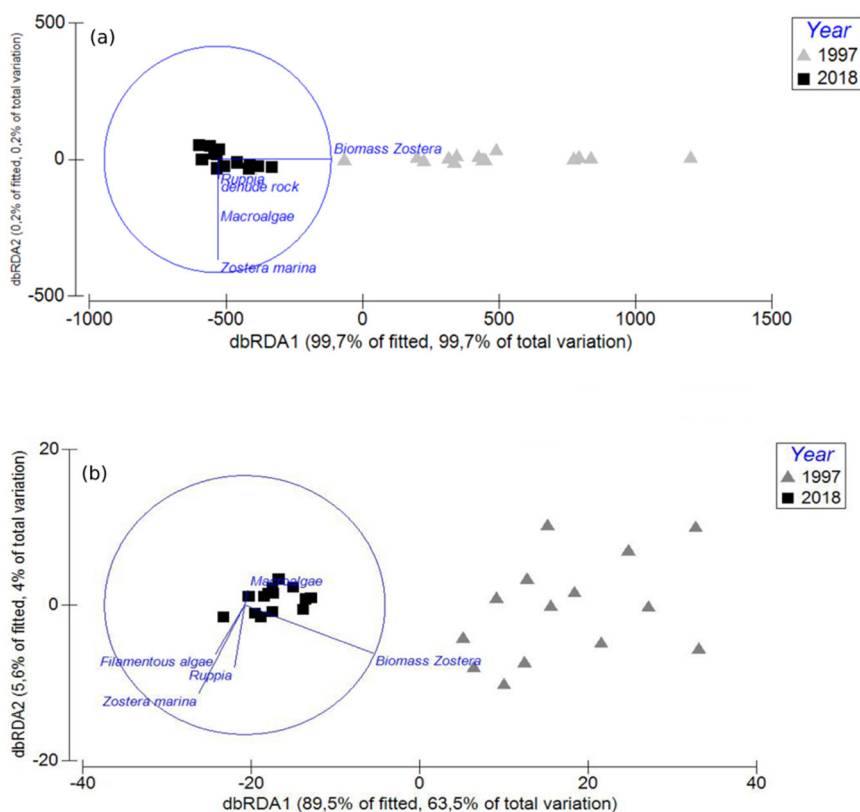 (a)
500
0
-500
dbRDA2 (0,2% of fitted, 0,2% of total variation)
Year
1997
2018
Biomass Zostera
Ruppia
denude rock
Macroalgae
Zostera marina
-1000
-500
0
500
1000
1500
dbRDA1 (99,7% of fitted, 99,7% of total variation)
(b)
20
0
-20
dbRDA2 (5,6% of fitted, 4% of total variation)
Year
1997
2018
Macroalgae
Filamentous algae
Ruppia
Biomass Zostera
Zostera marina
-40
-20
0
20
40
dbRDA1 (89,5% of fitted, 63,5% of total variation)